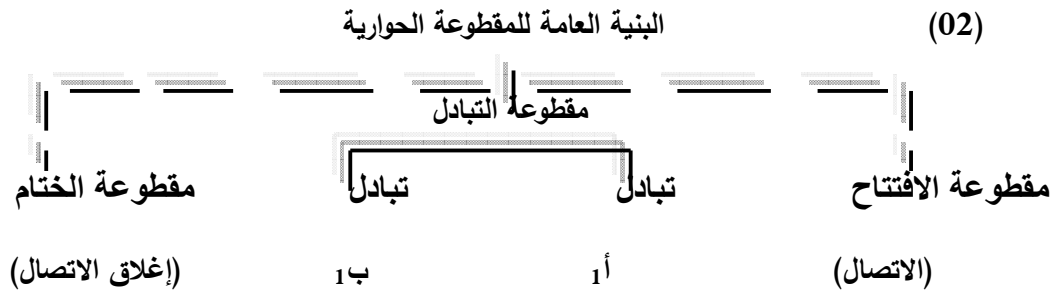 (02) البنية العامة للمقطوعة الحوارية
مقطوعة التبادل
مقطوعة الافتتاح تبادل تبادل مقطوعة الختام
(الاتصال) أ1 ب1 (إغلاق الاتصال)